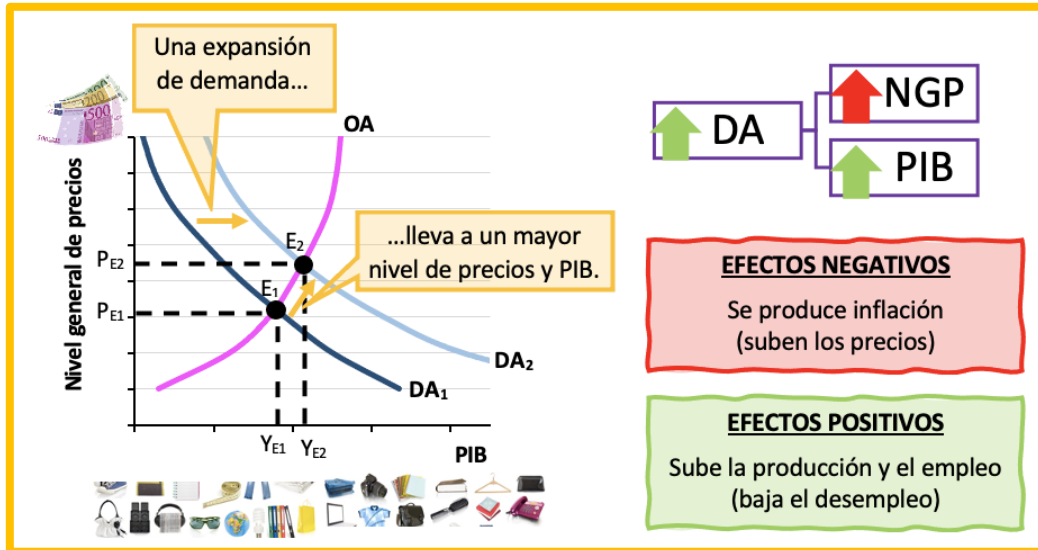 Una expansión
de demanda...
OA
Nivel general de precios
E2
...lleva a un mayor
nivel de precios y PIB.
PE2
E1
PE1
DA2
DA1
YE1
YE2
PIB
NGP
DA
PIB
EFECTOS NEGATIVOS
Se produce inflación
(suben los precios)
EFECTOS POSITIVOS
Sube la producción y el empleo
(baja el desempleo)